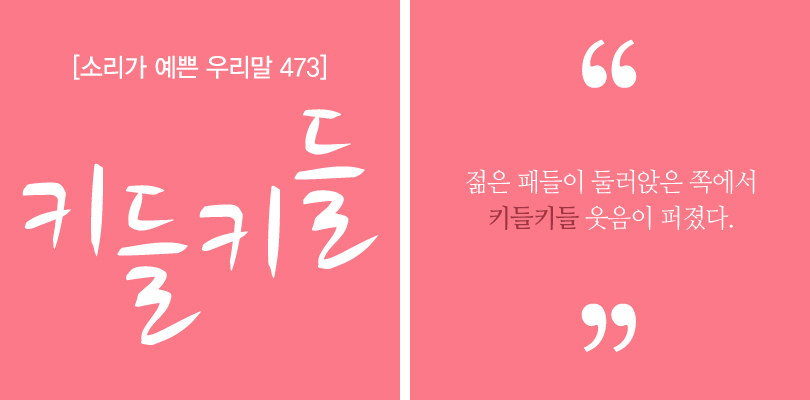 [소리가 예쁜 우리말 473]
키들키들
“
젊은 패들이 둘러앉은 쪽에서
키들키들 웃음이 퍼졌다.
”